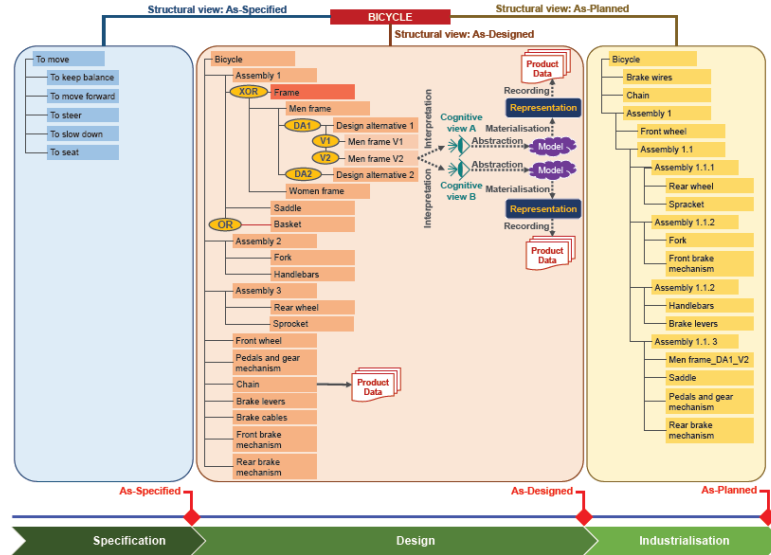 Structural view: As-Specified
BICYCLE
Structural view: As-Planned
Structural view: As-Designed
To move
To keep balance
To move forward
To steer
To slow down
To seat
Bicycle
Assembly 1
XOR
Frame
Men frame
DA1
Design alternative 1
V1
Men frame V1
V2
Men frame V2
DA2
Design alternative 2
Women frame
Saddle
OR
Basket
Assembly 2
Fork
Handlebars
Assembly 3
Rear wheel
Sprocket
Front wheel
Pedals and gear
mechanism
Chain
Brake levers
Brake cables
Front brake
mechanism
Rear brake
mechanism
Product
Data
Interpretation
Interpretation
Cognitive
view A
Cognitive
view B
Abstraction
Abstraction
Model
Model
Materialisation
Materialisation
Representation
Representation
Recording
Recording
Product
Data
Product
Data
Bicycle
Brake wires
Chain
Assembly 1
Front wheel
Assembly 1.1
Assembly 1.1.1
Rear wheel
Sprocket
Assembly 1.1.2
Fork
Front brake
mechanism
Assembly 1.1.2
Handlebars
Brake levers
Assembly 1.1. 3
Men frame_DA1_V2
Saddle
Pedals and gear
mechanism
Rear brake
mechanism
As-Specified
As-Designed
As-Planned
Specification
Design
Industrialisation